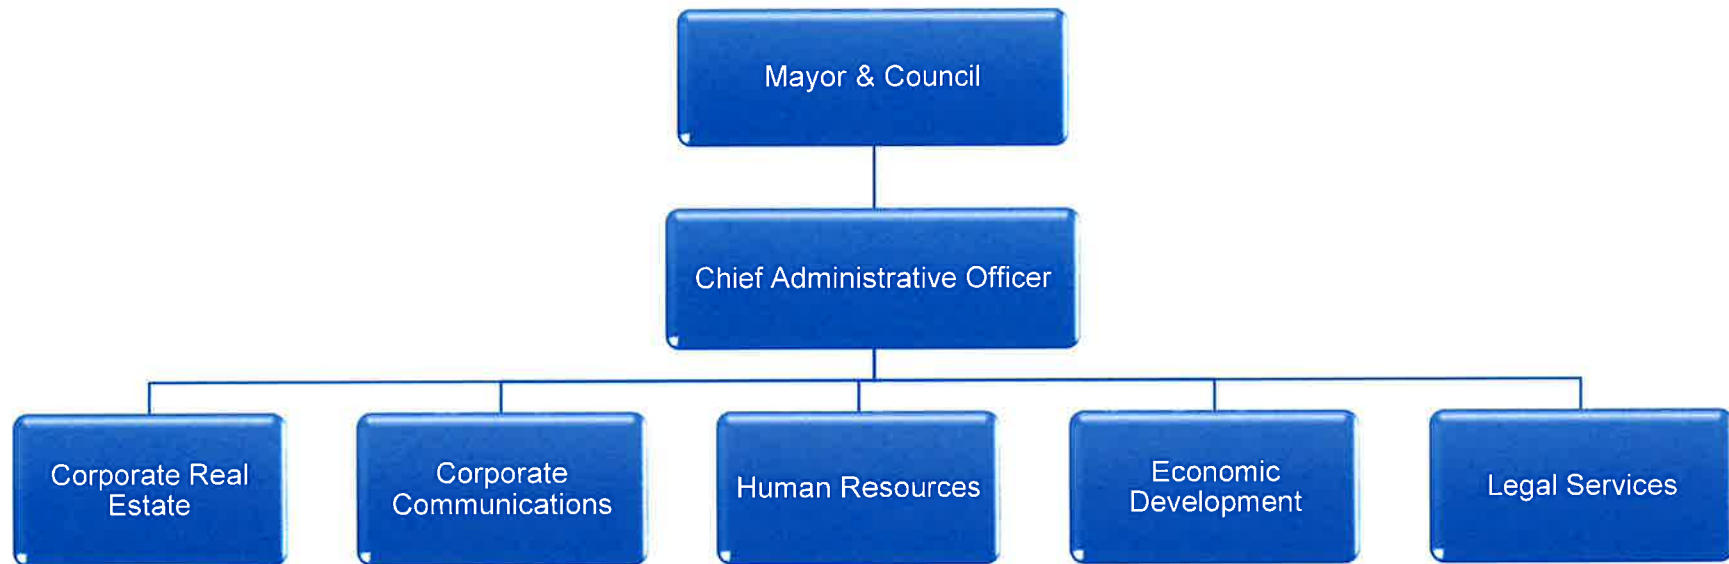 Mayor & Council
Chief Administrative Officer
Corporate Real
Estate
Corporate
Communications
Human Resources
Economic
Development
Legal Services